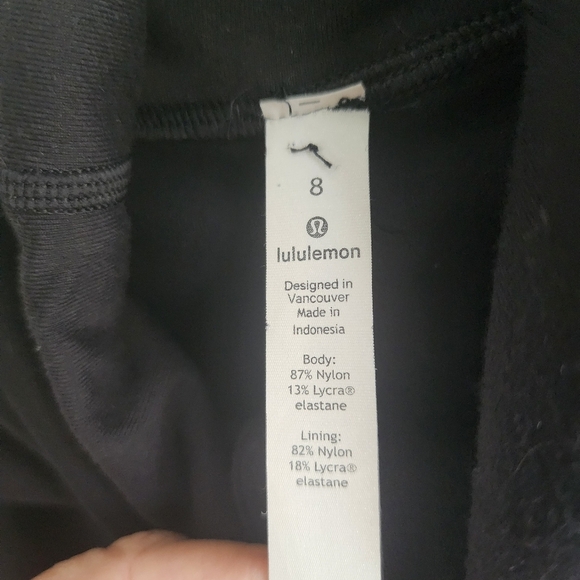 8
lululemon
Designed in
Vancouver
Made in
Indonesia
Body:
87% Nylon
13% Lycra®
elastane
Lining:
82% Nylon
18% Lycra®
elastane